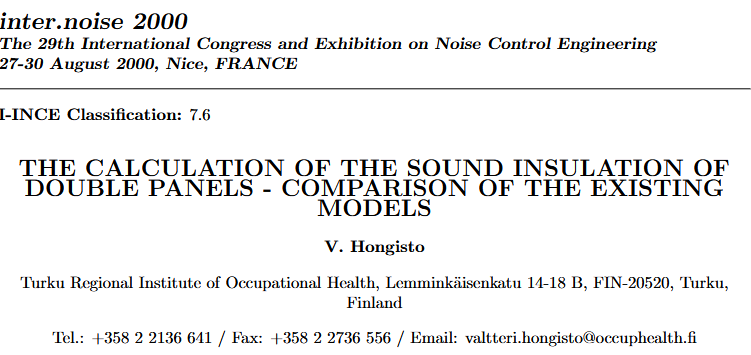 inter.noise 2000
The 29th International Congress and Exhibition on Noise Control Engineering
27-30 August 2000, Nice, FRANCE
I-INCE Classification: 7.6
THE CALCULATION OF THE SOUND INSULATION OF
DOUBLE PANELS - COMPARISON OF THE EXISTING
MODELS
V. Hongisto
Turku Regional Institute of Occupational Health, Lemminkäisenkatu 14-18 B, FIN-20520, Turku,
Finland
Tel.: +358 2 2136 641 / Fax: +358 2 2736 556 / Email: valtteri.hongisto@occuphealth.fi